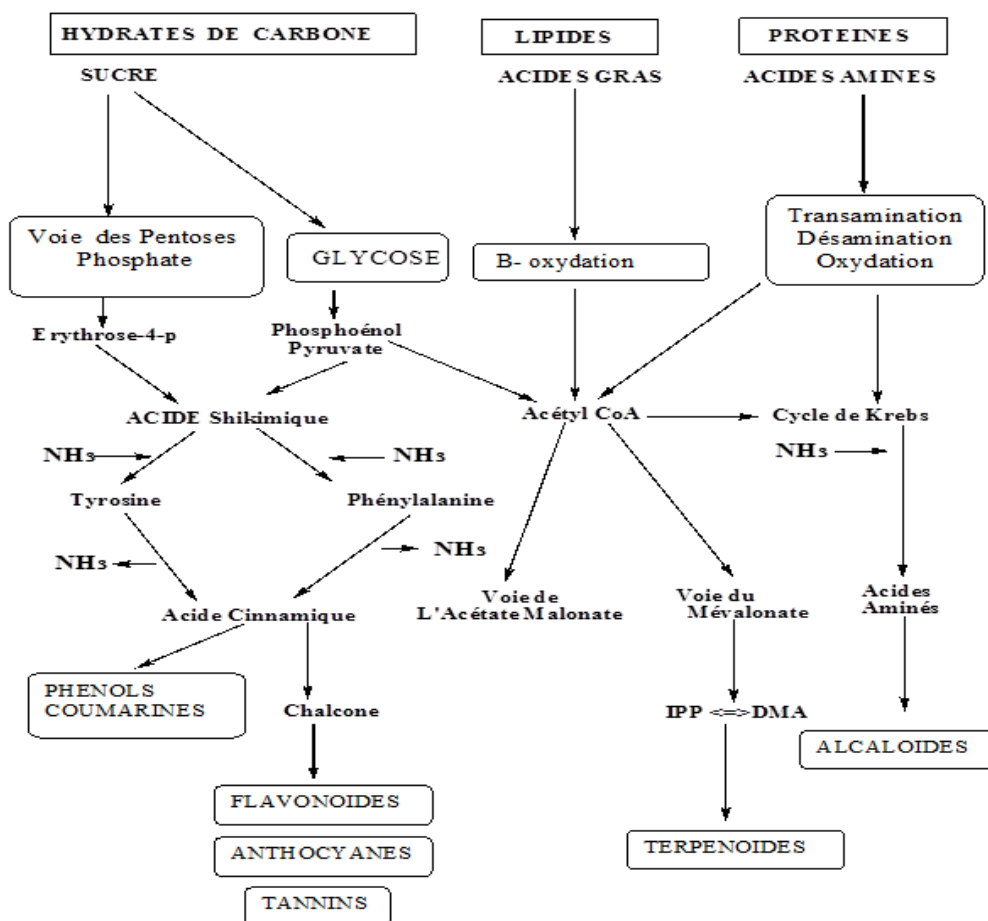 HYDRATES DE CARBONE
LIPIDES
PROTEINES
SUCRE
ACIDES GRAS
ACIDES AMINES
Voie des Pentoses
Phosphate
GLYCOSE
B- oxydation
Transamination
Désamination
Oxydation
Erythrose-4-p
Phosphoénol
Pyruvate
ACIDE Shikimique
Acétyl CoA
Cycle de Krebs
NH3
NH3
NH3
Tyrosine
Phénylalanine
NH3
NH3
Acide Cinnamique
Voie de
L'Acétate Malonate
Voie du
Mévalonate
Acides
Aminés
PHENOLS
COUMARINES
Chalcone
IPP <=> DMA
ALCALOIDES
FLAVONOIDES
ANTHOCYANES
TERPENOIDES
TANNINS